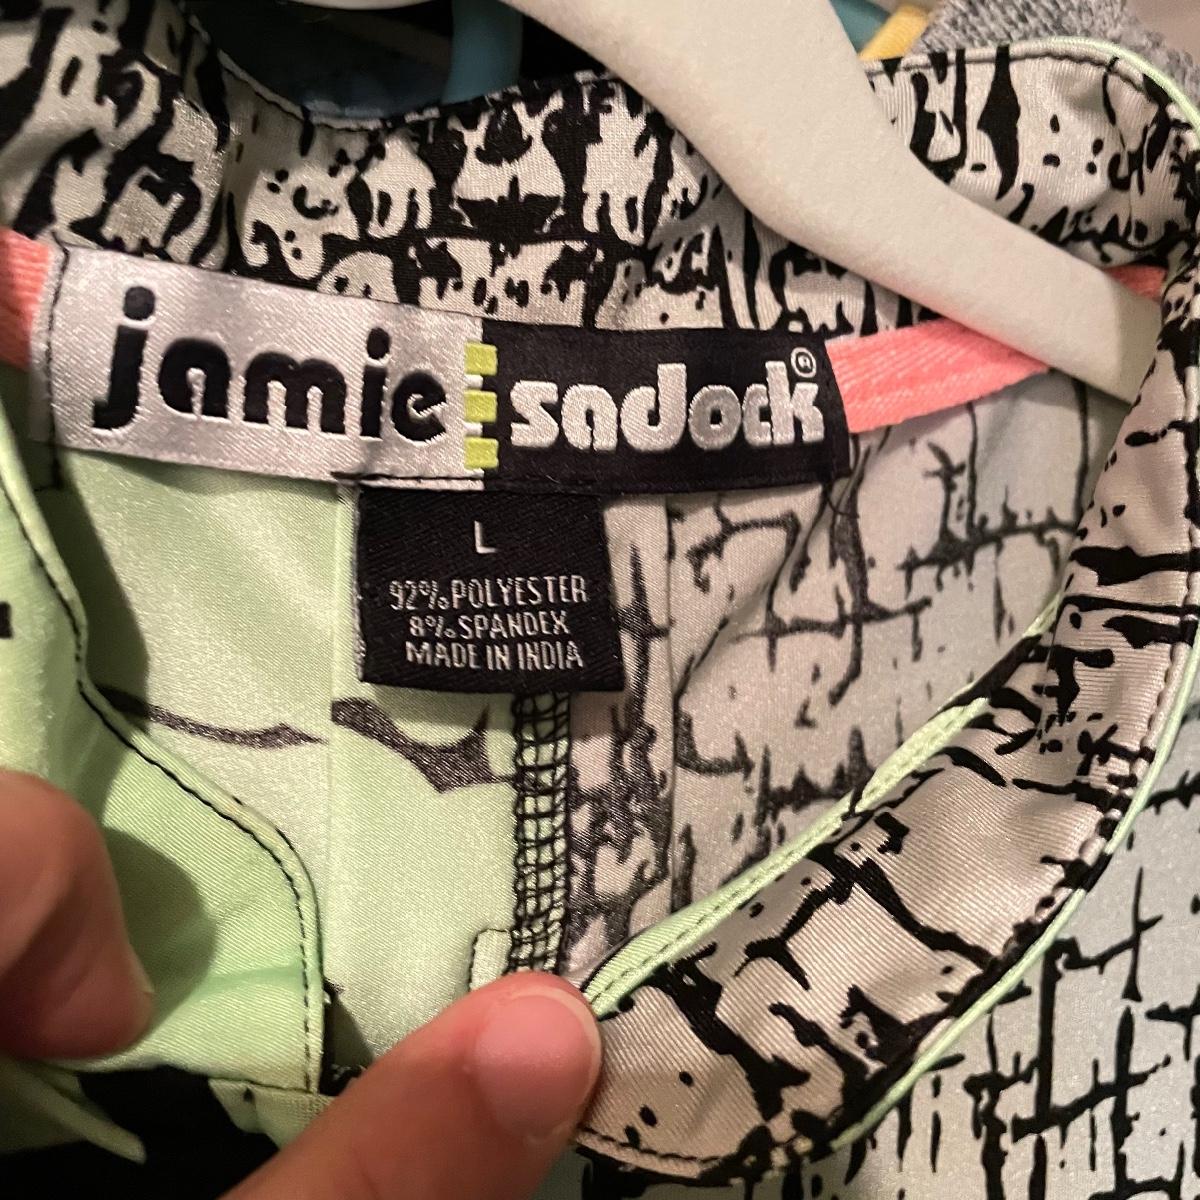 jamie sadock®
L
92% POLYESTER
8% SPANDEX
MADE IN INDIA